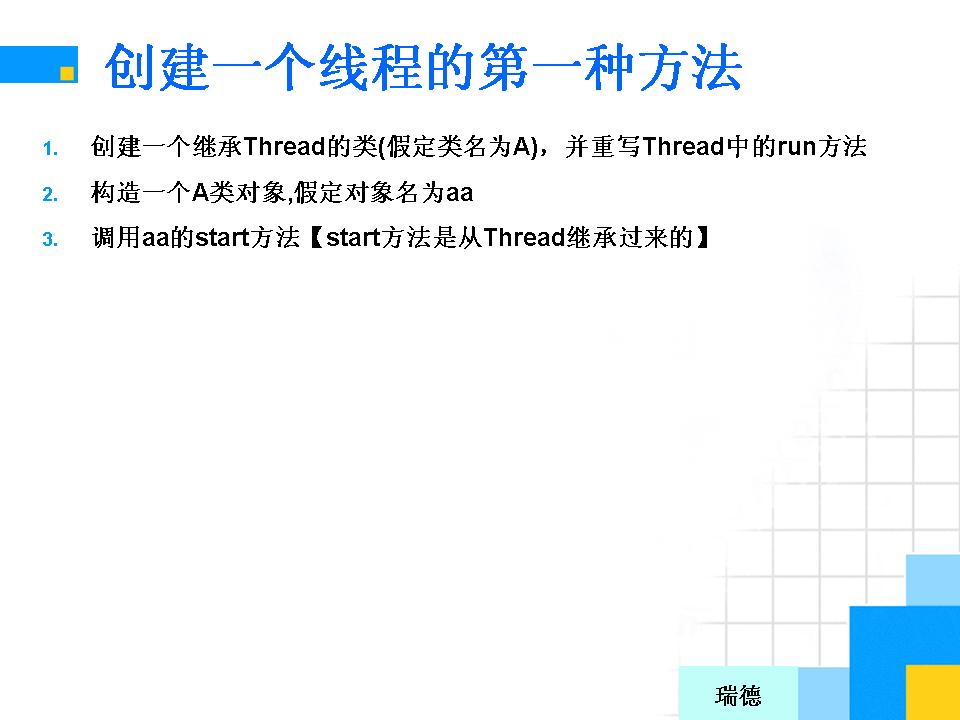 创建一个线程的第一种方法
1. 创建一个继承Thread的类(假定类名为A)，并重写Thread中的run方法
2. 构造一个A类对象,假定对象名为aa
3. 调用aa的start方法【start方法是从Thread继承过来的】
瑞德